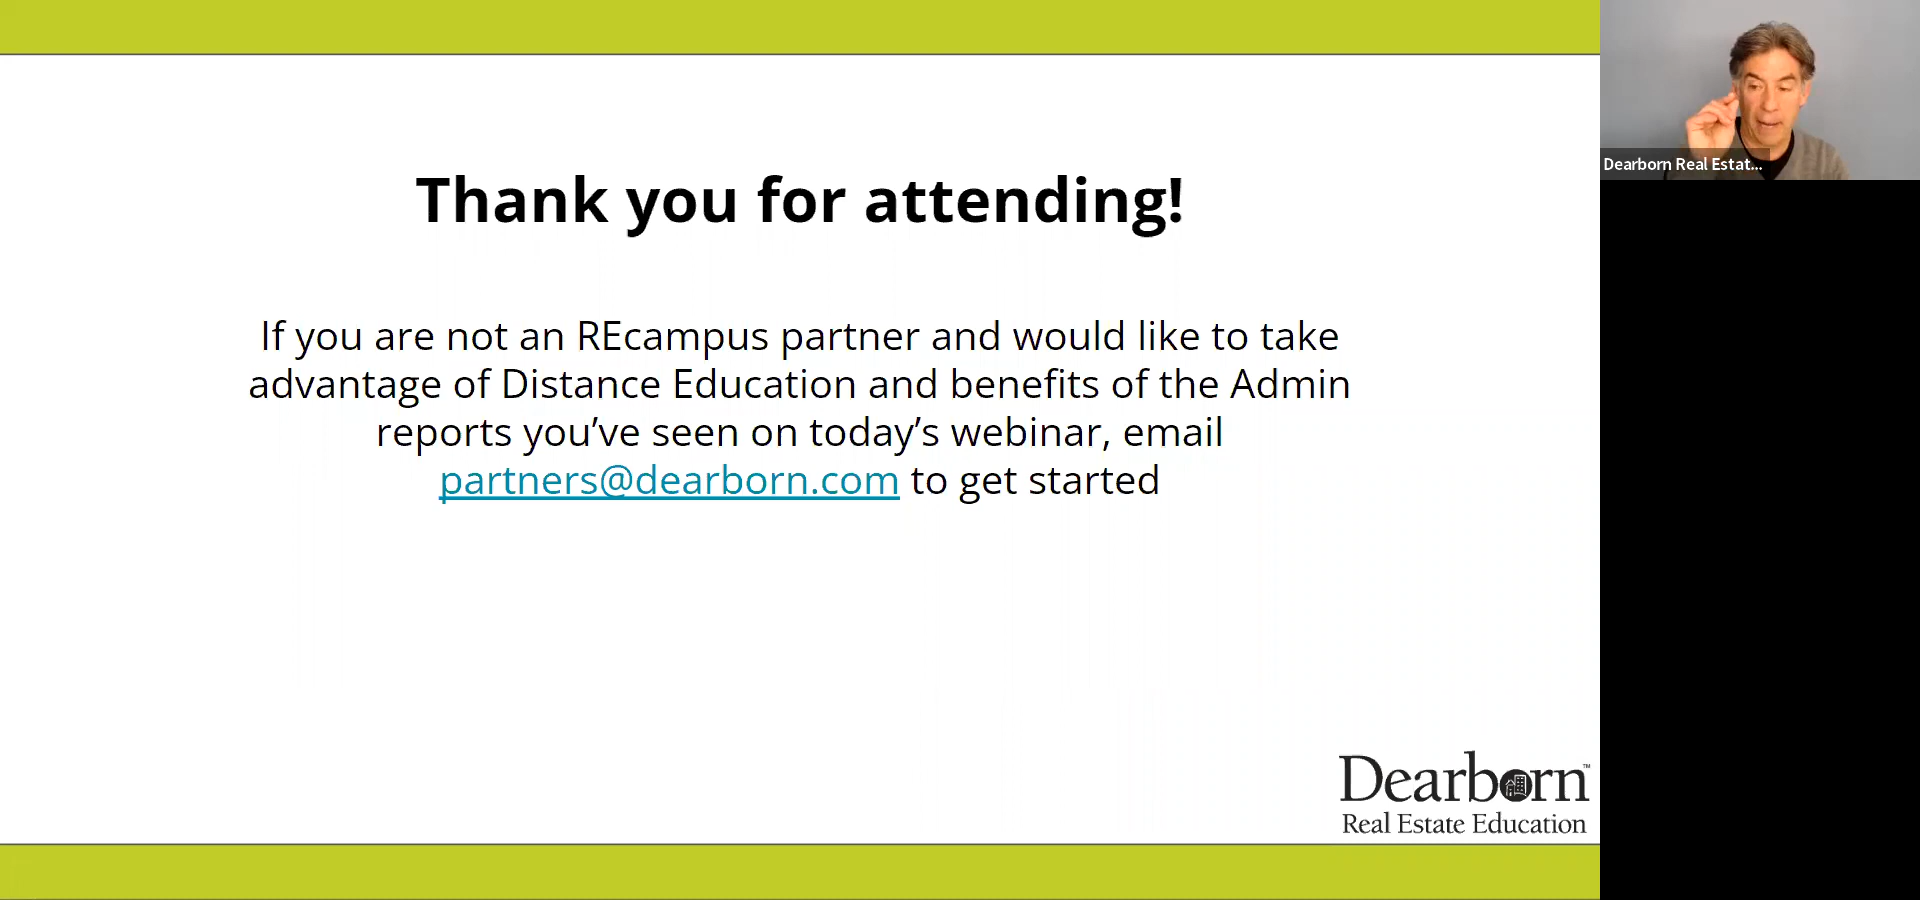 Thank you for attending!
If you are not an REcampus partner and would like to take
advantage of Distance Education and benefits of the Admin
reports you’ve seen on today’s webinar, email
partners@dearborn.com to get started
Dearborn™
Real Estate Education
Dearborn Real Estat...